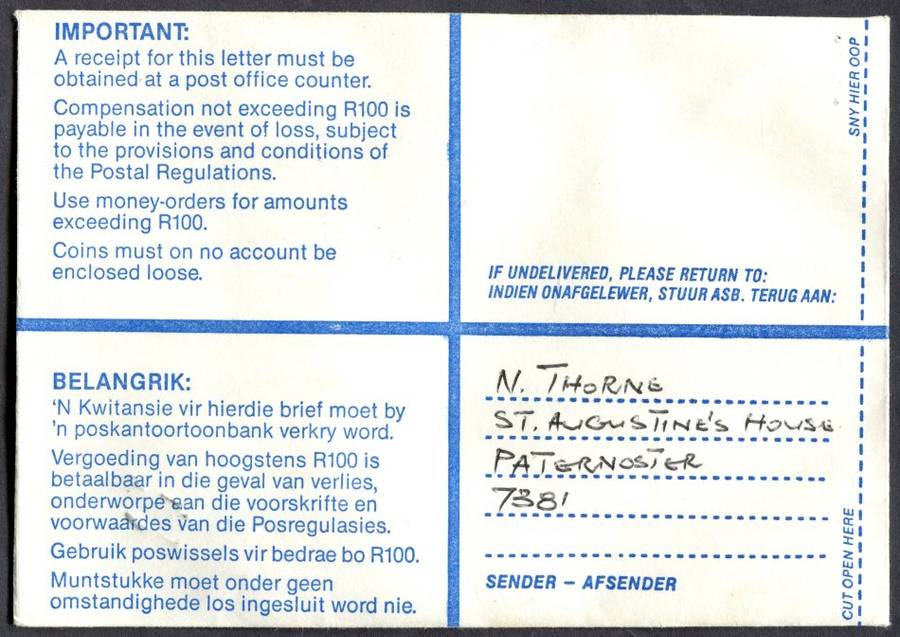 IMPORTANT:
A receipt for this letter must be
obtained at a post office counter.
Compensation not exceeding R100 is
payable in the event of loss, subject
to the provisions and conditions of
the Postal Regulations.
Use money-orders for amounts
exceeding R100.
Coins must on no account be
enclosed loose.
IF UNDELIVERED, PLEASE RETURN TO:
INDIEN ONAFGELEWER, STUUR ASB. TERUG AAN:
SNY HIER OOP
BELANGRIK:
'N Kwitansie vir hierdie brief moet by
'n poskantoortoonbank verkry word.
Vergoeding van hoogstens R100 is
betaalbaar in die geval van verlies,
onderworpe aan die voorskrifte en
voorwaardes van die Posregulasies.
Gebruik poswissels vir bedrae bo R100.
Muntstukke moet onder geen
omstandighede los ingesluit word nie.
N. THORNE
ST. AUGUSTINE'S HOUSE
PATERNOSTER
7381
SENDER – AFSENDER
CUT OPEN HERE